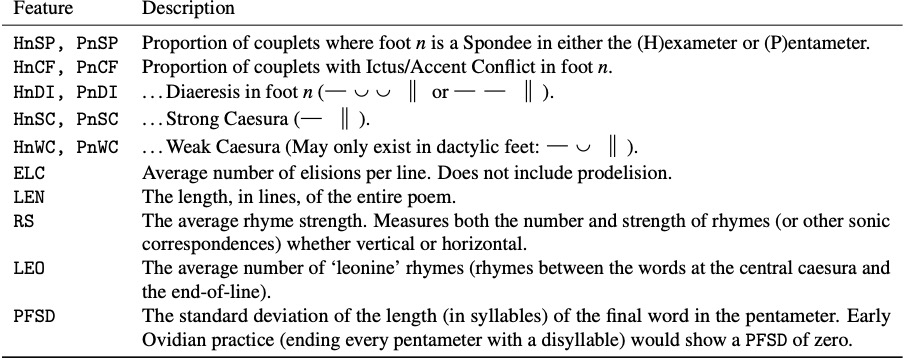 Feature Description
HnSP, PnSP Proportion of couplets where foot n is a Spondee in either the (H)exameter or (P)entameter.
HnCF, PnCF Proportion of couplets with Ictus/Accent Conflict in foot n.
HnDI, PnDI …Diaeresis in foot n (— ◡ ◡ ‖ or — — ‖ ).
HnSC, PnSC …Strong Caesura (— ‖ ).
HnWC, PnWC …Weak Caesura (May only exist in dactylic feet: — ◡ ‖ ).
ELC Average number of elisions per line. Does not include prodelision.
LEN The length, in lines, of the entire poem.
RS The average rhyme strength. Measures both the number and strength of rhymes (or other sonic
correspondences) whether vertical or horizontal.
LEO The average number of ‘leonine’ rhymes (rhymes between the words at the central caesura and
the end-of-line).
PFSD The standard deviation of the length (in syllables) of the final word in the pentameter. Early
Ovidian practice (ending every pentameter with a disyllable) would show a PFSD of zero.